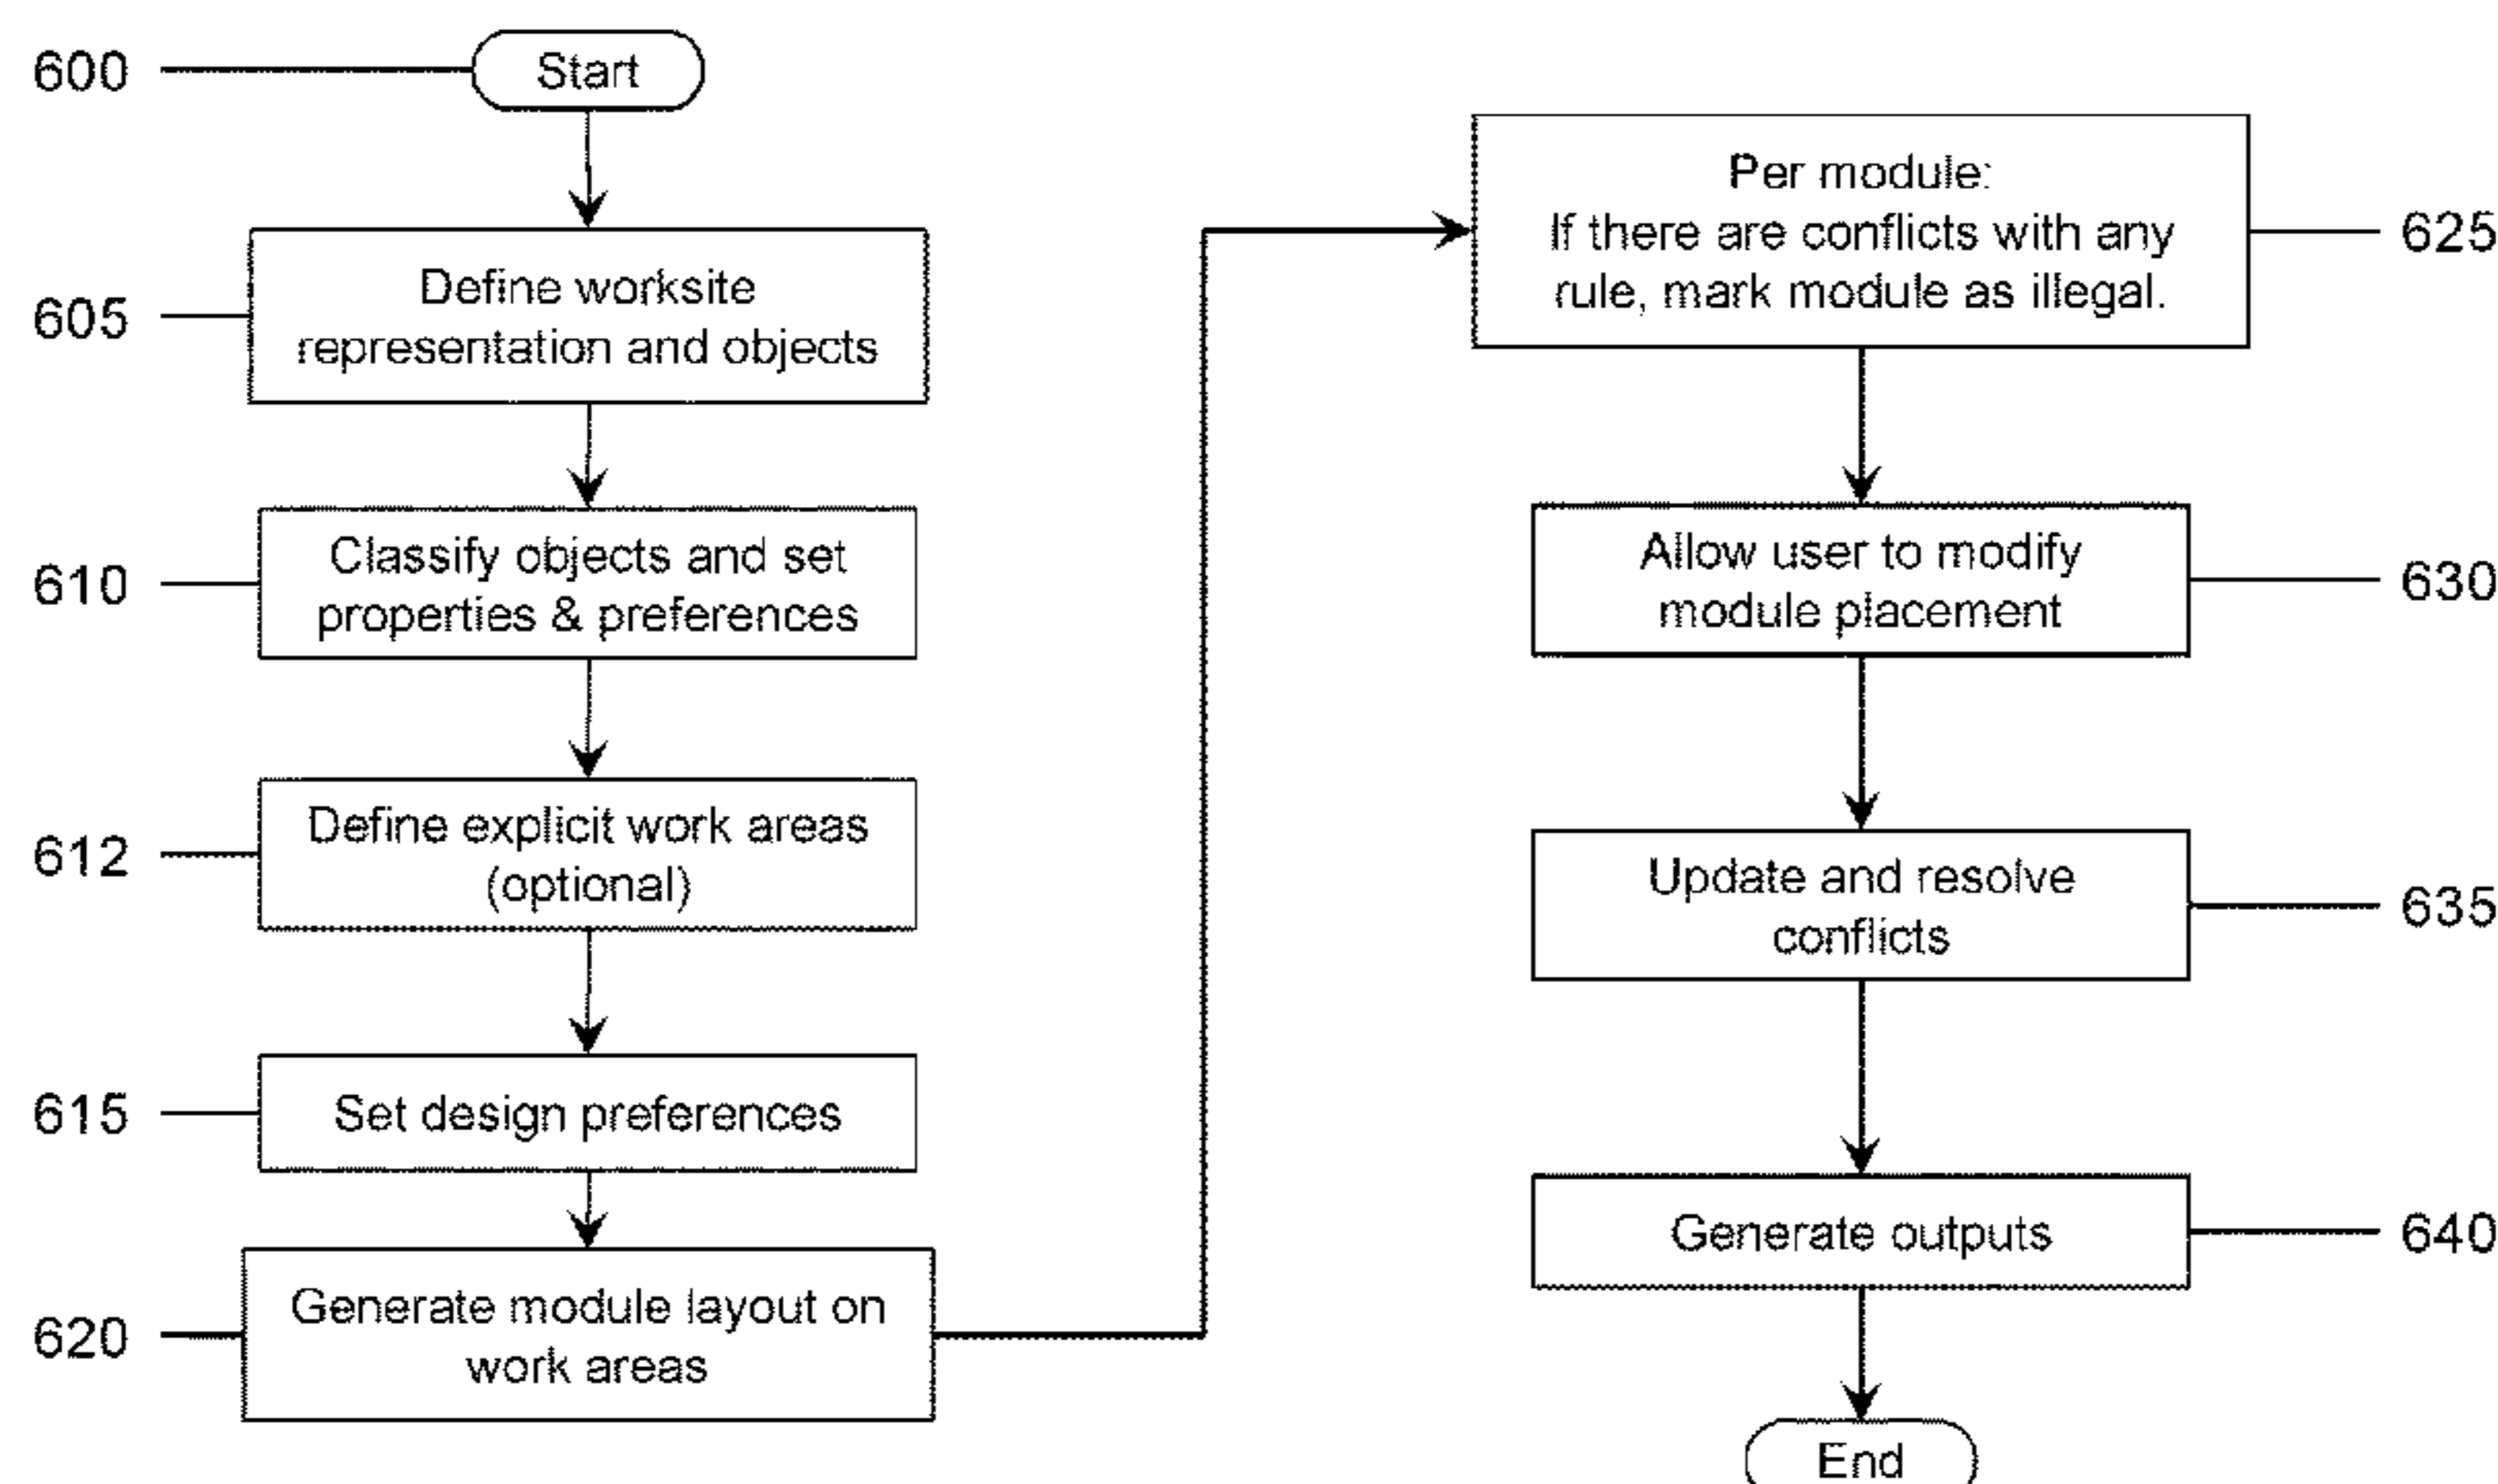 600
Start
605
Define worksite
representation and objects
610
Classify objects and set
properties & preferences
612
Define explicit work areas
(optional)
615
Set design preferences
620
Generate module layout on
work areas
Per module:
If there are conflicts with any
rule, mark module as illegal.
625
Allow user to modify
module placement
630
Update and resolve
conflicts
635
Generate outputs
640
End